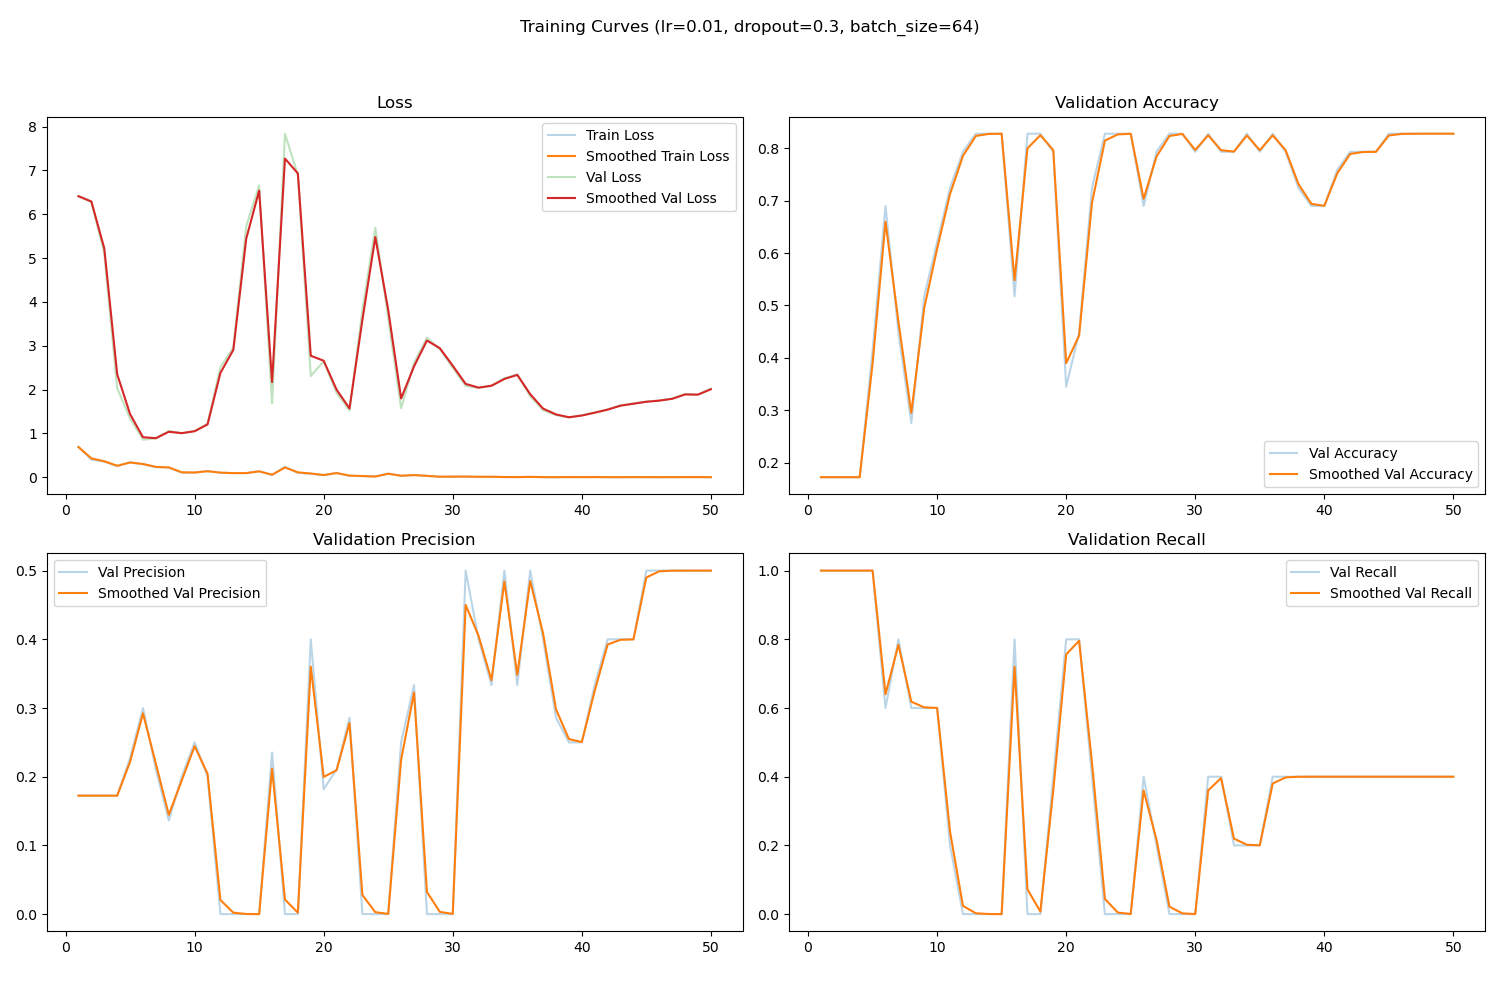 Training Curves (lr=0.01, dropout=0.3, batch_size=64)
Loss
Train Loss
Smoothed Train Loss
Val Loss
Smoothed Val Loss
8
7
6
5
4
3
2
1
0
0 10 20 30 40 50
Validation Accuracy
0.8
0.7
0.6
0.5
0.4
0.3
0.2
Val Accuracy
Smoothed Val Accuracy
0 10 20 30 40 50
Validation Precision
Val Precision
Smoothed Val Precision
0.5
0.4
0.3
0.2
0.1
0.0
0 10 20 30 40 50
Validation Recall
Val Recall
Smoothed Val Recall
1.0
0.8
0.6
0.4
0.2
0.0
0 10 20 30 40 50